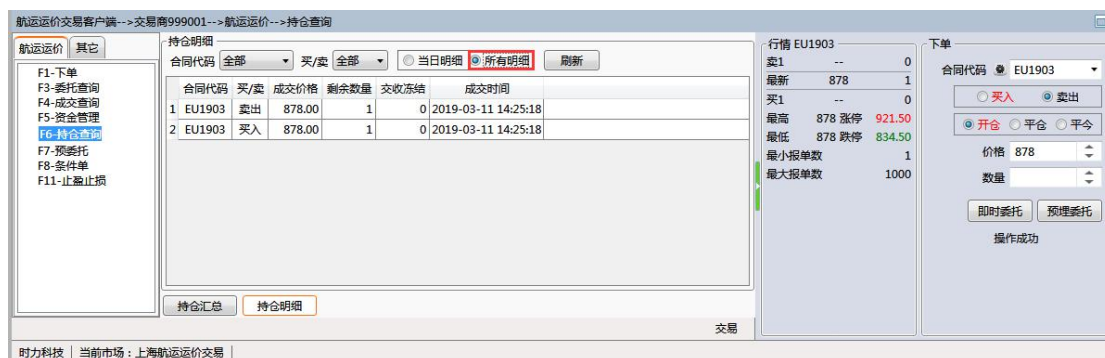 航运运价交易客户端-->交易商999001-->航运运价-->持仓查询
航运运价 其它
F1-下单
F3-委托查询
F4-成交查询
F5-资金管理
F6-持仓查询
F7-预委托
F8-条件单
F11-止盈止损
持仓明细
合同代码 全部 买/卖 全部 当日明细 所有明细 刷新
合同代码 买/卖 成交价格 剩余数量 交收冻结 成交时间
1 EU1903 卖出 878.00 1 0 2019-03-11 14:25:18
2 EU1903 买入 878.00 1 0 2019-03-11 14:25:18
持仓汇总 持仓明细
交易
行情 EU1903
卖1 -- 0
最新 878 1
买1 -- 0
最高 878 涨停 921.50
最低 878 跌停 834.50
最小报单数 1
最大报单数 1000
下单
合同代码 EU1903
买入 卖出
开仓 平仓 平今
价格 878
数量
即时委托 预埋委托
操作成功
时力科技 当前市场：上海航运运价交易